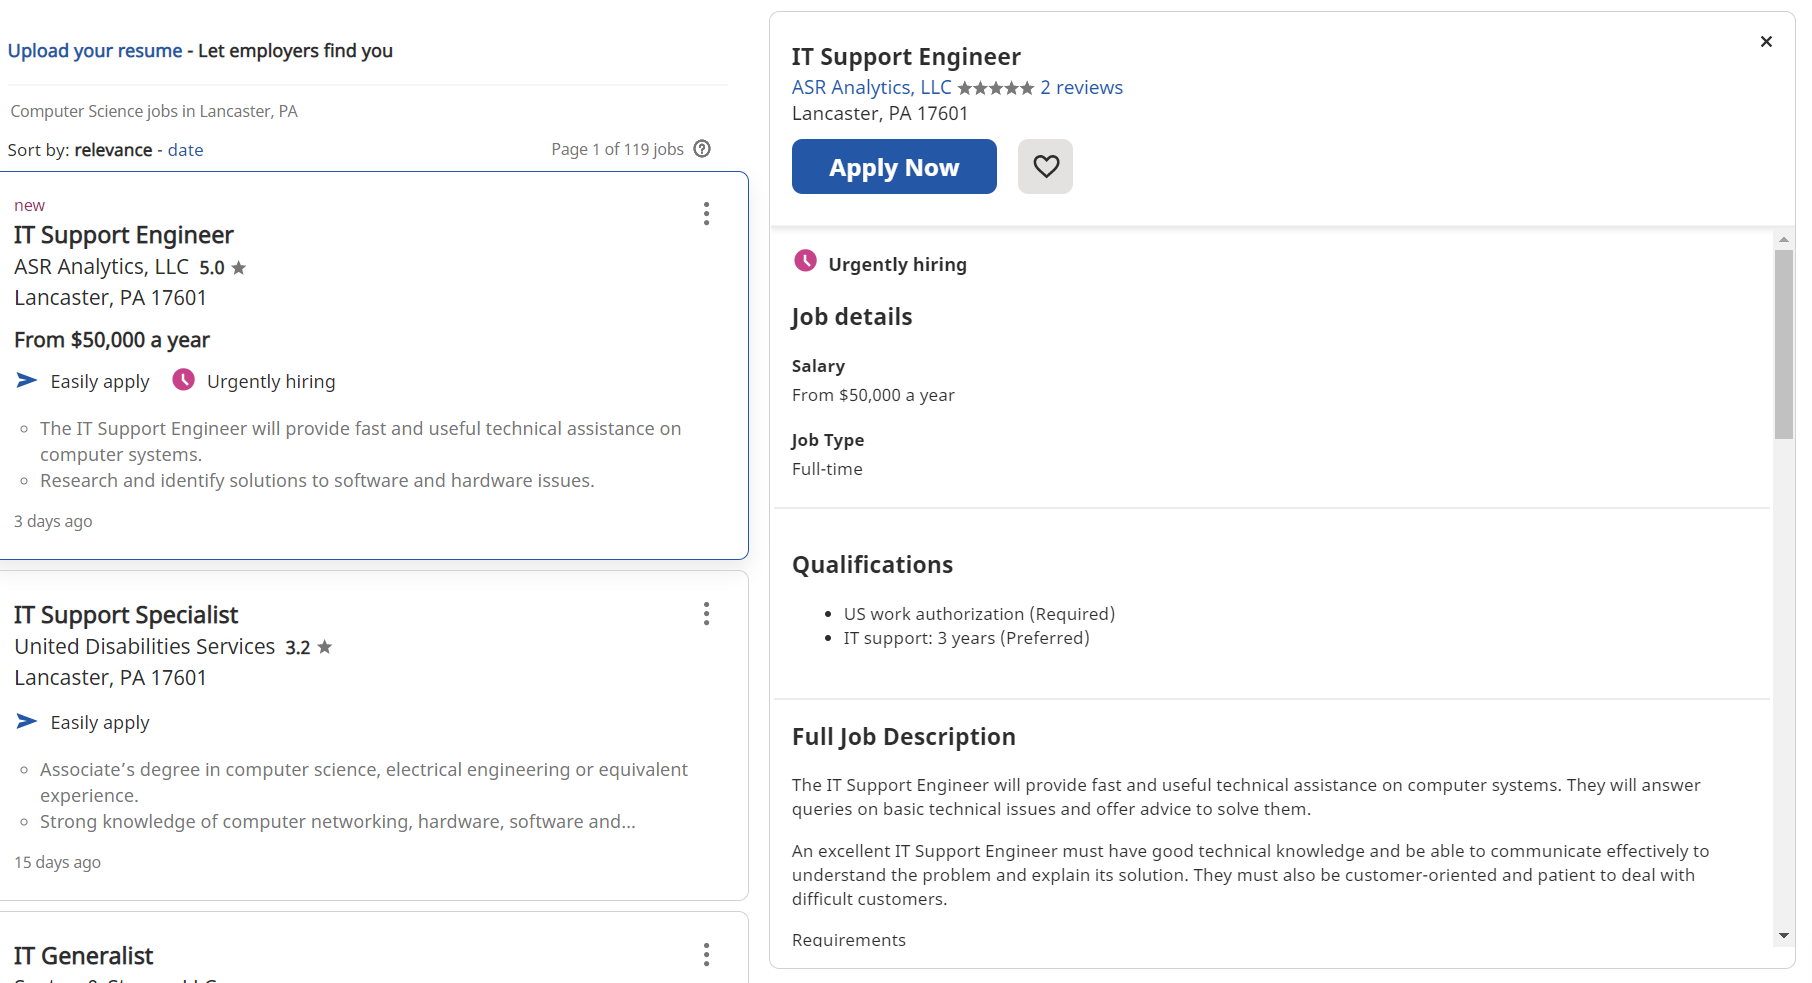 Upload your resume - Let employers find you
Computer Science jobs in Lancaster, PA
Sort by: relevance - date
Page 1 of 119 jobs
new
IT Support Engineer
ASR Analytics, LLC 5.0
Lancaster, PA 17601
From $50,000 a year
Easily apply Urgently hiring
The IT Support Engineer will provide fast and useful technical assistance on
computer systems.
Research and identify solutions to software and hardware issues.
3 days ago
IT Support Specialist
United Disabilities Services 3.2
Lancaster, PA 17601
Easily apply
Associate’s degree in computer science, electrical engineering or equivalent
experience.
Strong knowledge of computer networking, hardware, software and...
15 days ago
IT Generalist
IT Support Engineer
ASR Analytics, LLC 2 reviews
Lancaster, PA 17601
Apply Now
Urgently hiring
Job details
Salary
From $50,000 a year
Job Type
Full-time
Qualifications
US work authorization (Required)
IT support: 3 years (Preferred)
Full Job Description
The IT Support Engineer will provide fast and useful technical assistance on computer systems. They will answer
queries on basic technical issues and offer advice to solve them.
An excellent IT Support Engineer must have good technical knowledge and be able to communicate effectively to
understand the problem and explain its solution. They must also be customer-oriented and patient to deal with
difficult customers.
Requirements